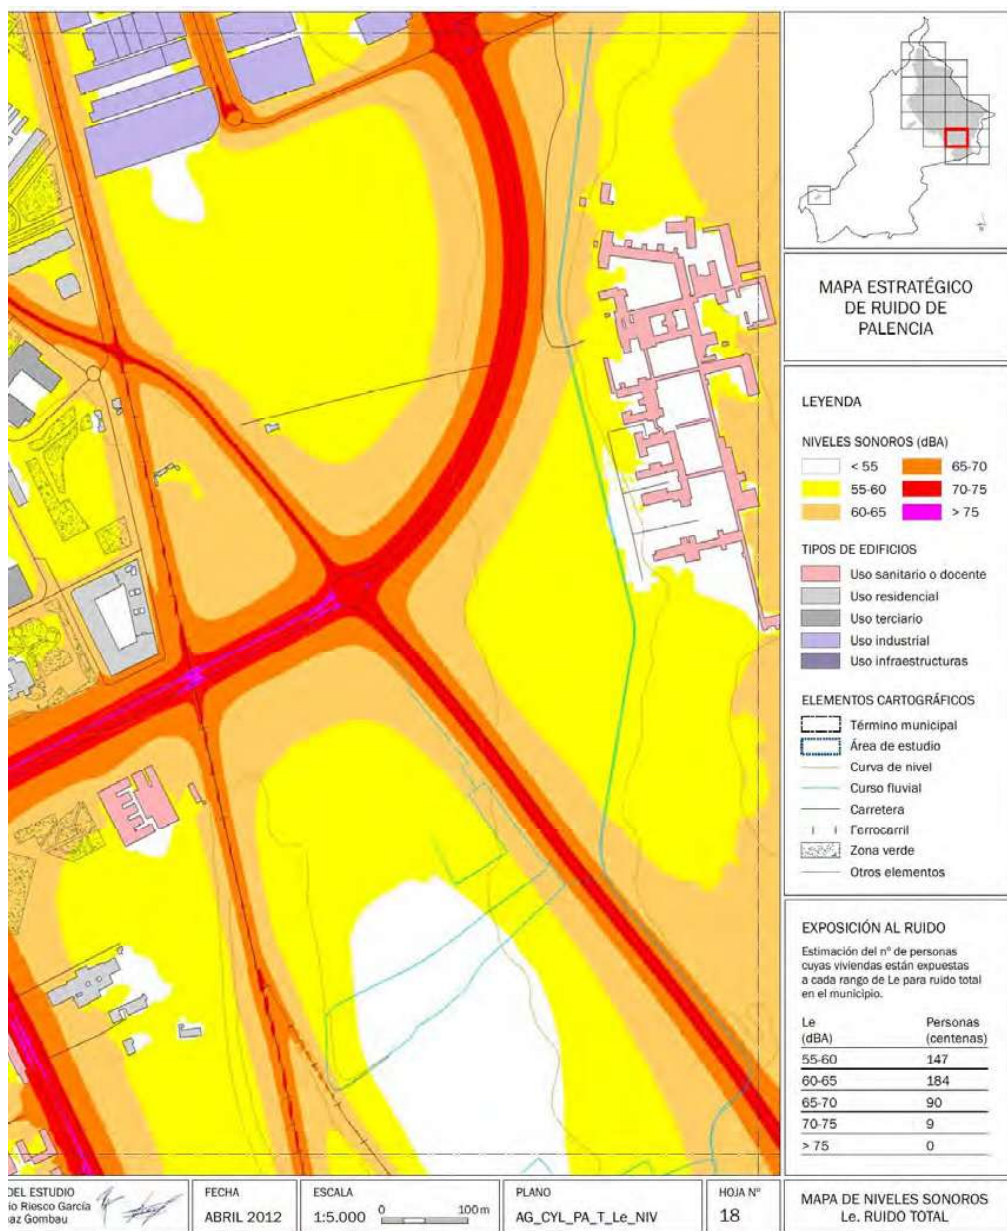 MAPA ESTRATÉGICO
DE RUIDO DE
PALENCIA
LEYENDA
NIVELES SONOROS (dBA)
< 55
65-70
55-60
70-75
60-65
> 75
TIPOS DE EDIFICIOS
Uso sanitario o docente
Uso residencial
Uso terciario
Uso industrial
Uso infraestructuras
ELEMENTOS CARTOGRÁFICOS
Término municipal
Área de estudio
Curva de nivel
Curso fluvial
Carretera
Ferrocarril
Zona verde
Otros elementos
EXPOSICIÓN AL RUIDO
Estimación del nº de personas
cuyas viviendas están expuestas
a cada rango de Le para ruido total
en el municipio.
Le (dBA) Personas (centenas)
55-60 147
60-65 184
65-70 90
70-75 9
> 75 0
DEL ESTUDIO
io Riesco García
az Gombau
FECHA
ABRIL 2012
ESCALA
1:5.000 0 100 m
PLANO
AG_CYL_PA_T_Le_NIV
HOJA Nº
18
MAPA DE NIVELES SONOROS
Le. RUIDO TOTAL